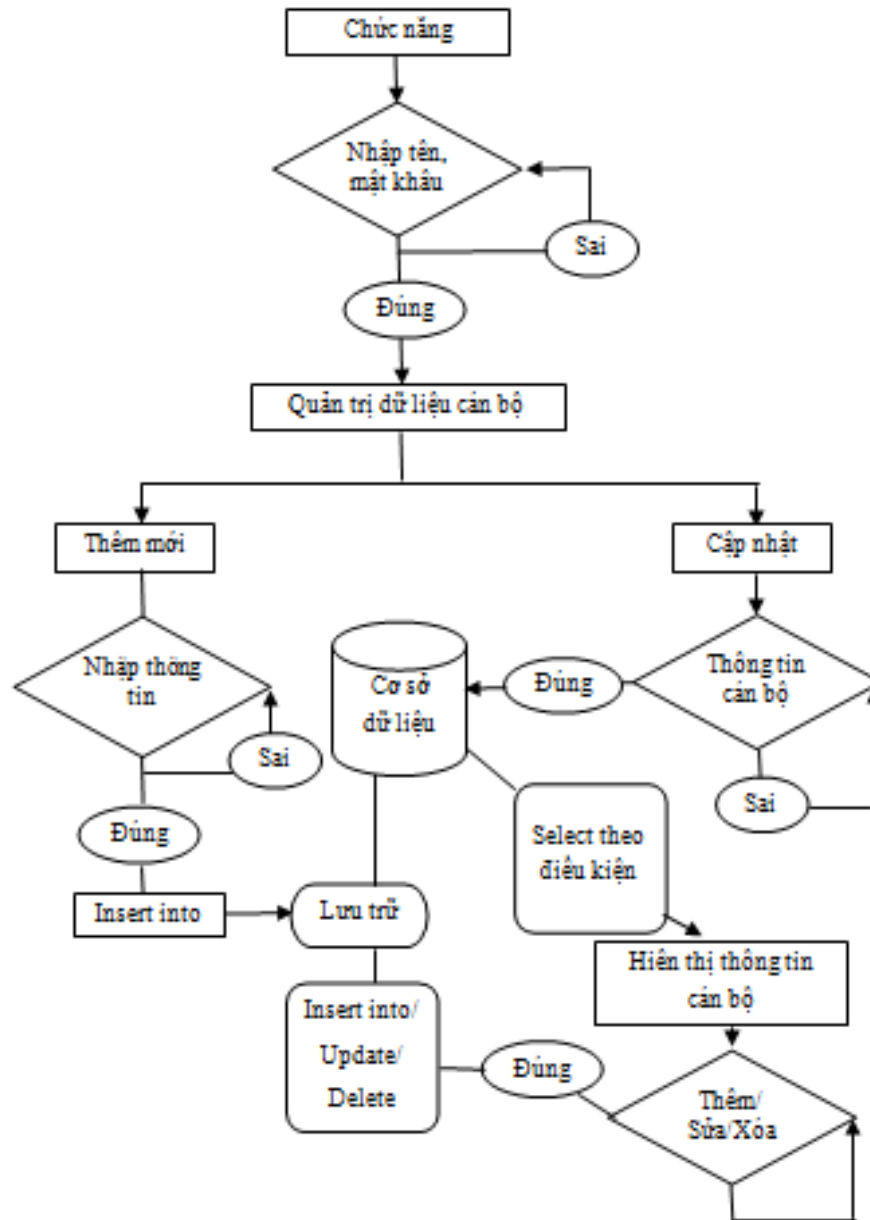 Chức năng
Nhập tên,
mật khẩu
Sai
Đúng
Quản trị dữ liệu cán bộ
Thêm mới
Cập nhật
Nhập thông
tin
Sai
Đúng
Insert into
Cơ sở
dữ liệu
Đúng
Thông tin
cán bộ
Sai
Select theo
điều kiện
Lưu trữ
Hiển thị thông tin
cán bộ
Insert into/
Update/
Delete
Đúng
Thêm/
Sửa/Xóa